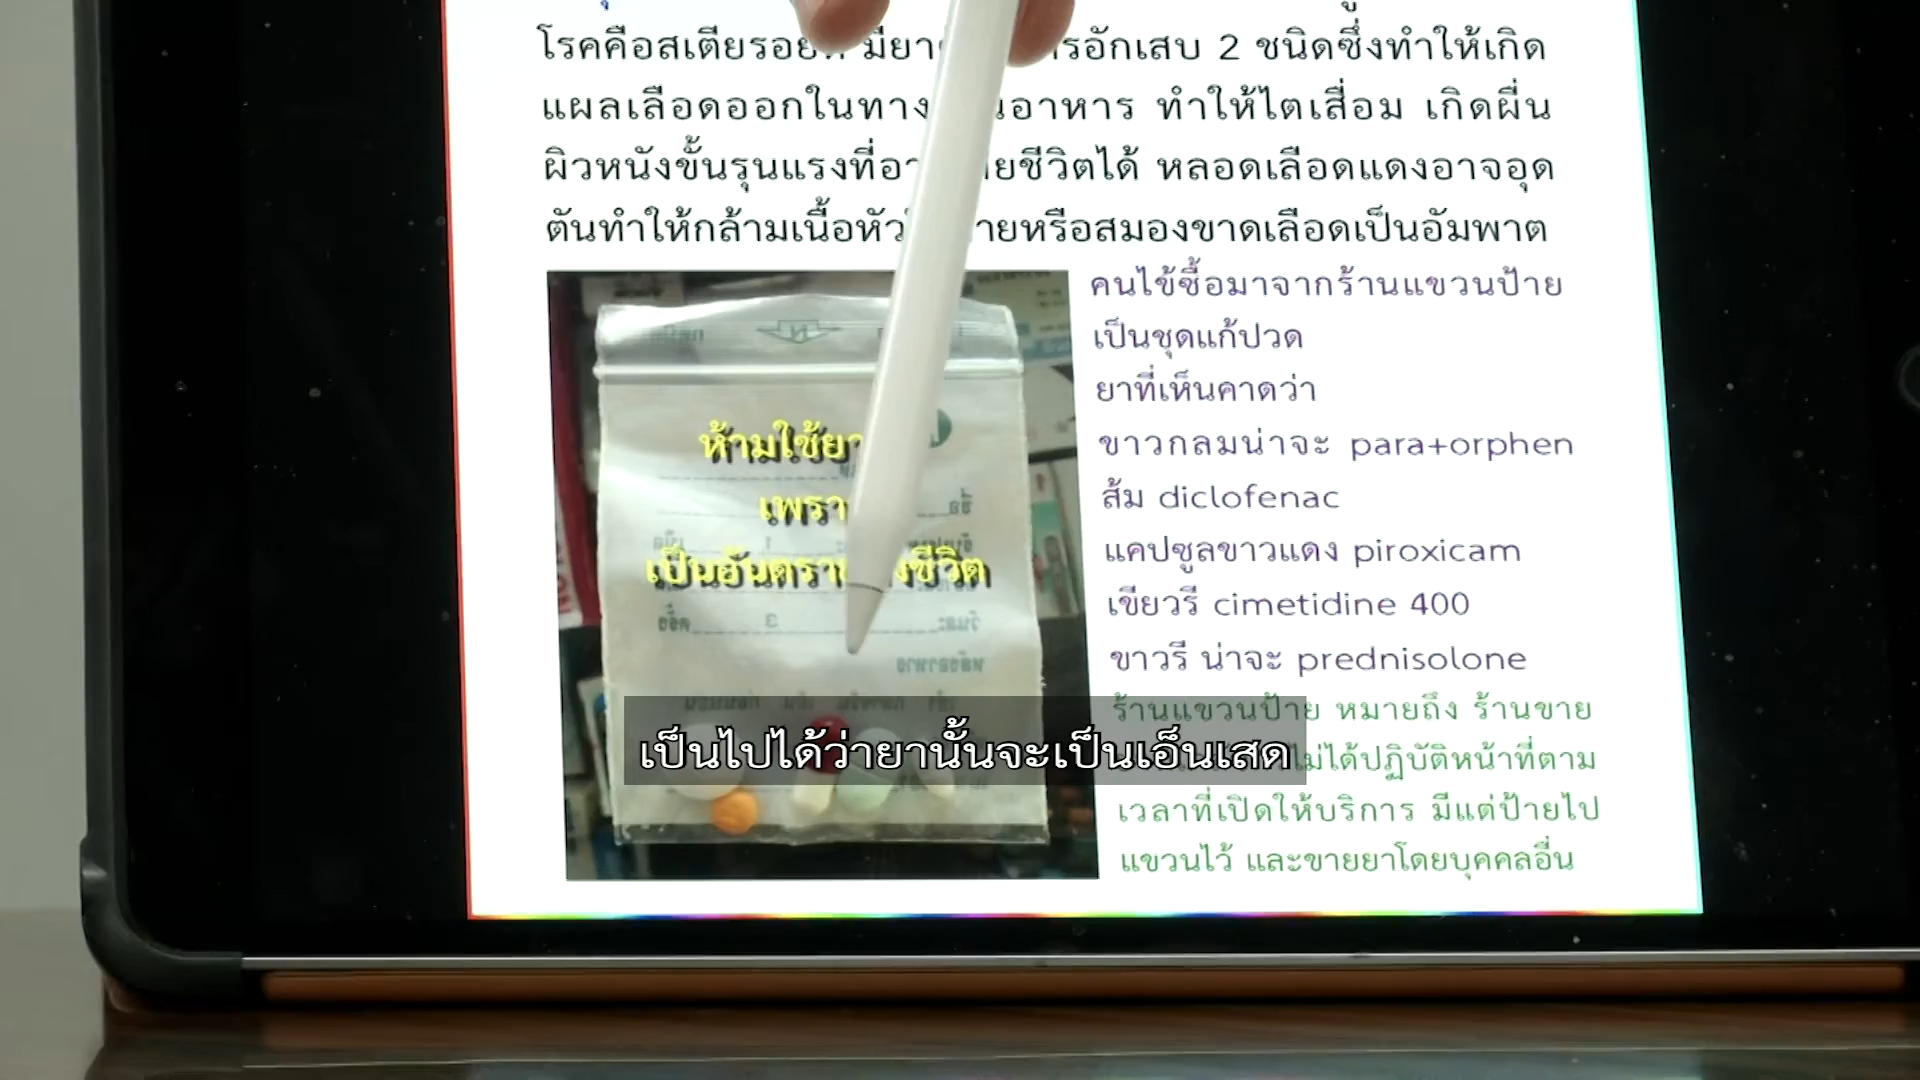 โรคคือสเตียรอยด์ มียา รอักเสบ 2 ชนิดซึ่งทำให้เกิด
แผลเลือดออกในทาง นอาหาร ทำให้ไตเสื่อม เกิดผื่น
ผิวหนังขั้นรุนแรงที่อา ยชีวิตได้ หลอดเลือดแดงอาจอุด
ตันทำให้กล้ามเนื้อหัว ายหรือสมองขาดเลือดเป็นอัมพาต
ห้ามใช้ยา
เพรา
เป็นอันตรา งชีวิต
คนไข้ซื้อมาจากร้านแขวนป้าย
เป็นชุดแก้ปวด
ยาที่เห็นคาดว่า
ขาวกลมน่าจะ para+orphen
ส้ม diclofenac
แคปซูลขาวแดง piroxicam
เขียวรี cimetidine 400
ขาวรี น่าจะ prednisolone
ร้านแขวนป้าย หมายถึง ร้านขาย
ไม่ได้ปฏิบัติหน้าที่ตาม
เวลาที่เปิดให้บริการ มีแต่ป้ายไป
แขวนไว้ และขายยาโดยบุคคลอื่น
เป็นไปได้ว่ายานั้นจะเป็นเอ็นเสด